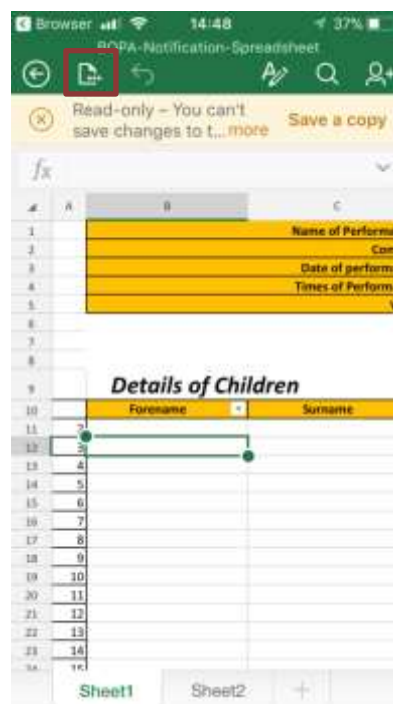 Browser 14:48 37%
BOPA-Notification-Spreadsheet
Read-only – You can't
save changes to t... more
Save a copy
fx
A B C
1 Name of Performa
2 Con
3 Date of perform
4 Times of Perform
5
6
7
8
9 Details of Children
10 Forename Surname
11 2
12 3
13 4
14 5
15 6
16 7
17 8
18 9
19 10
20 11
21 12
22 13
23 14
24 15
Sheet1 Sheet2 +